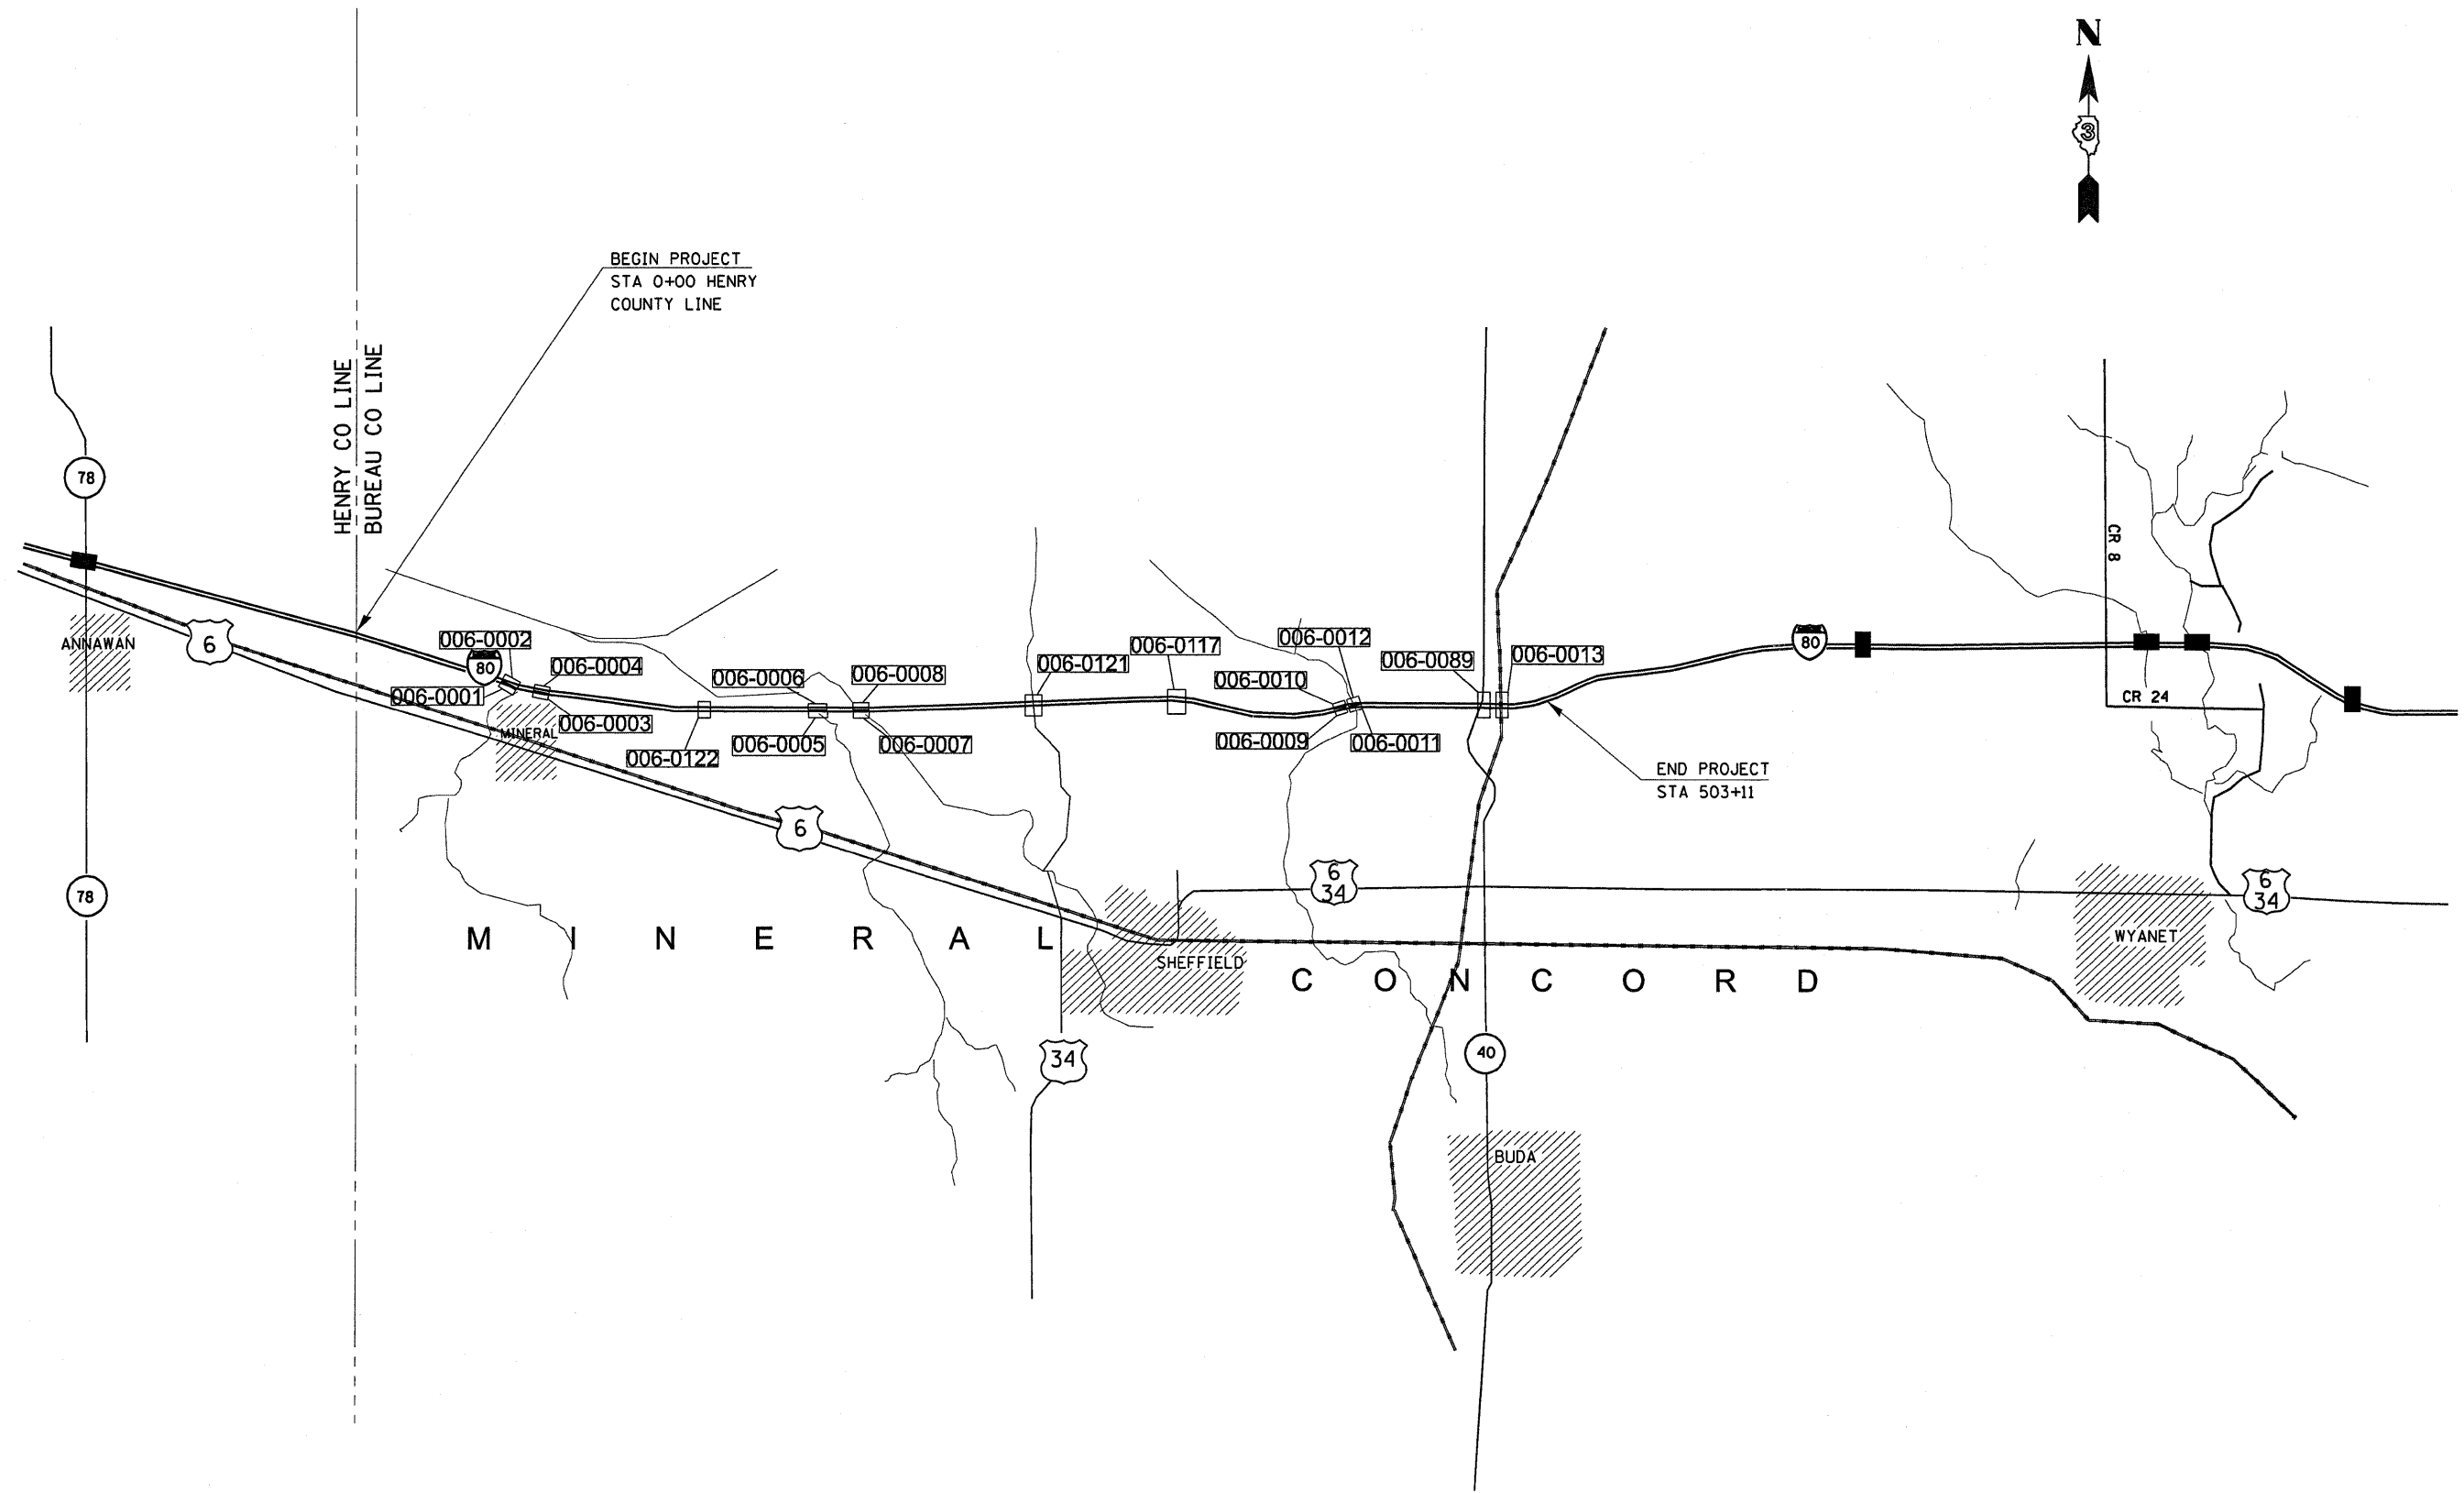 N
3
BEGIN PROJECT
STA 0+00 HENRY
COUNTY LINE
HENRY CO LINE
BUREAU CO LINE
78
CR 8
ANNAWAN
6
006-0002
80
006-0004
006-0001
006-0003
MINERAL
006-0122
006-0006
006-0005
006-0008
006-0007
006-0121
006-0117
006-0012
006-0010
006-0009
006-0011
006-0089
006-0013
80
CR 24
END PROJECT
STA 503+11
6
78
6
34
6
34
M I N E R A L
SHEFFIELD
WYANET
C O N C O R D
34
40
BUDA